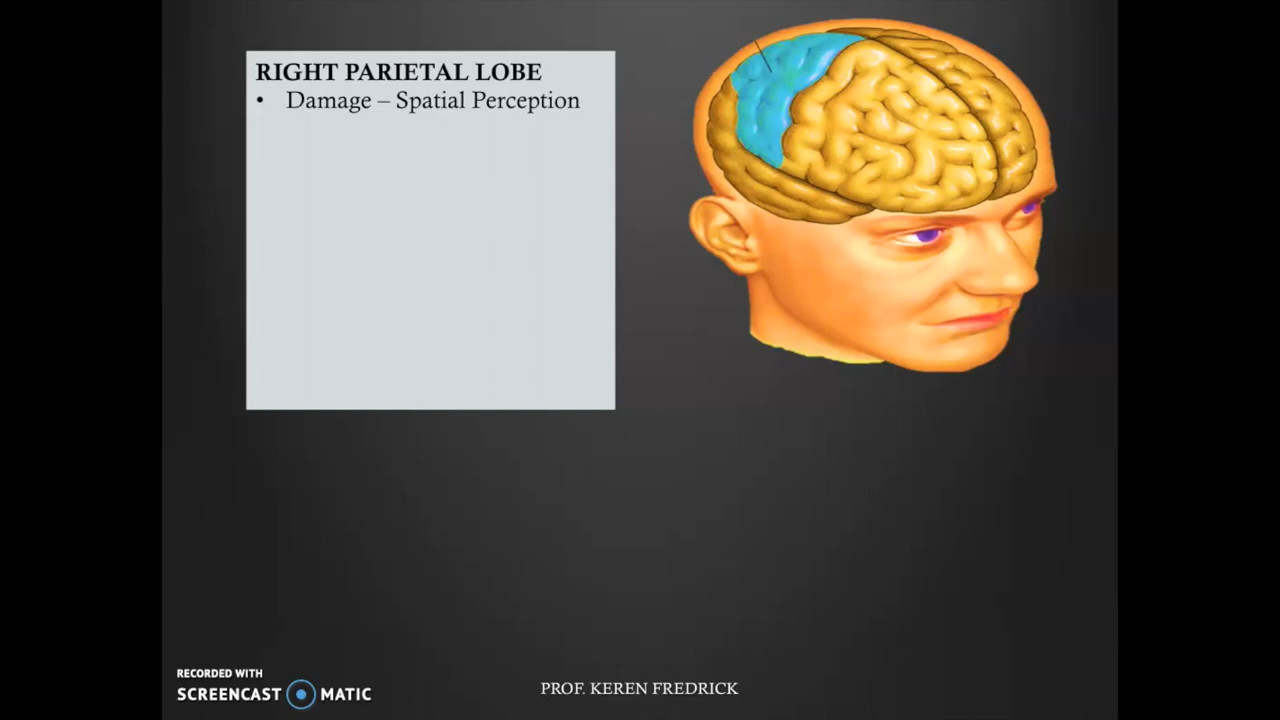 RIGHT PARIETAL LOBE
• Damage – Spatial Perception
RECORDED WITH
SCREENCAST MATIC
PROF. KEREN FREDRICK